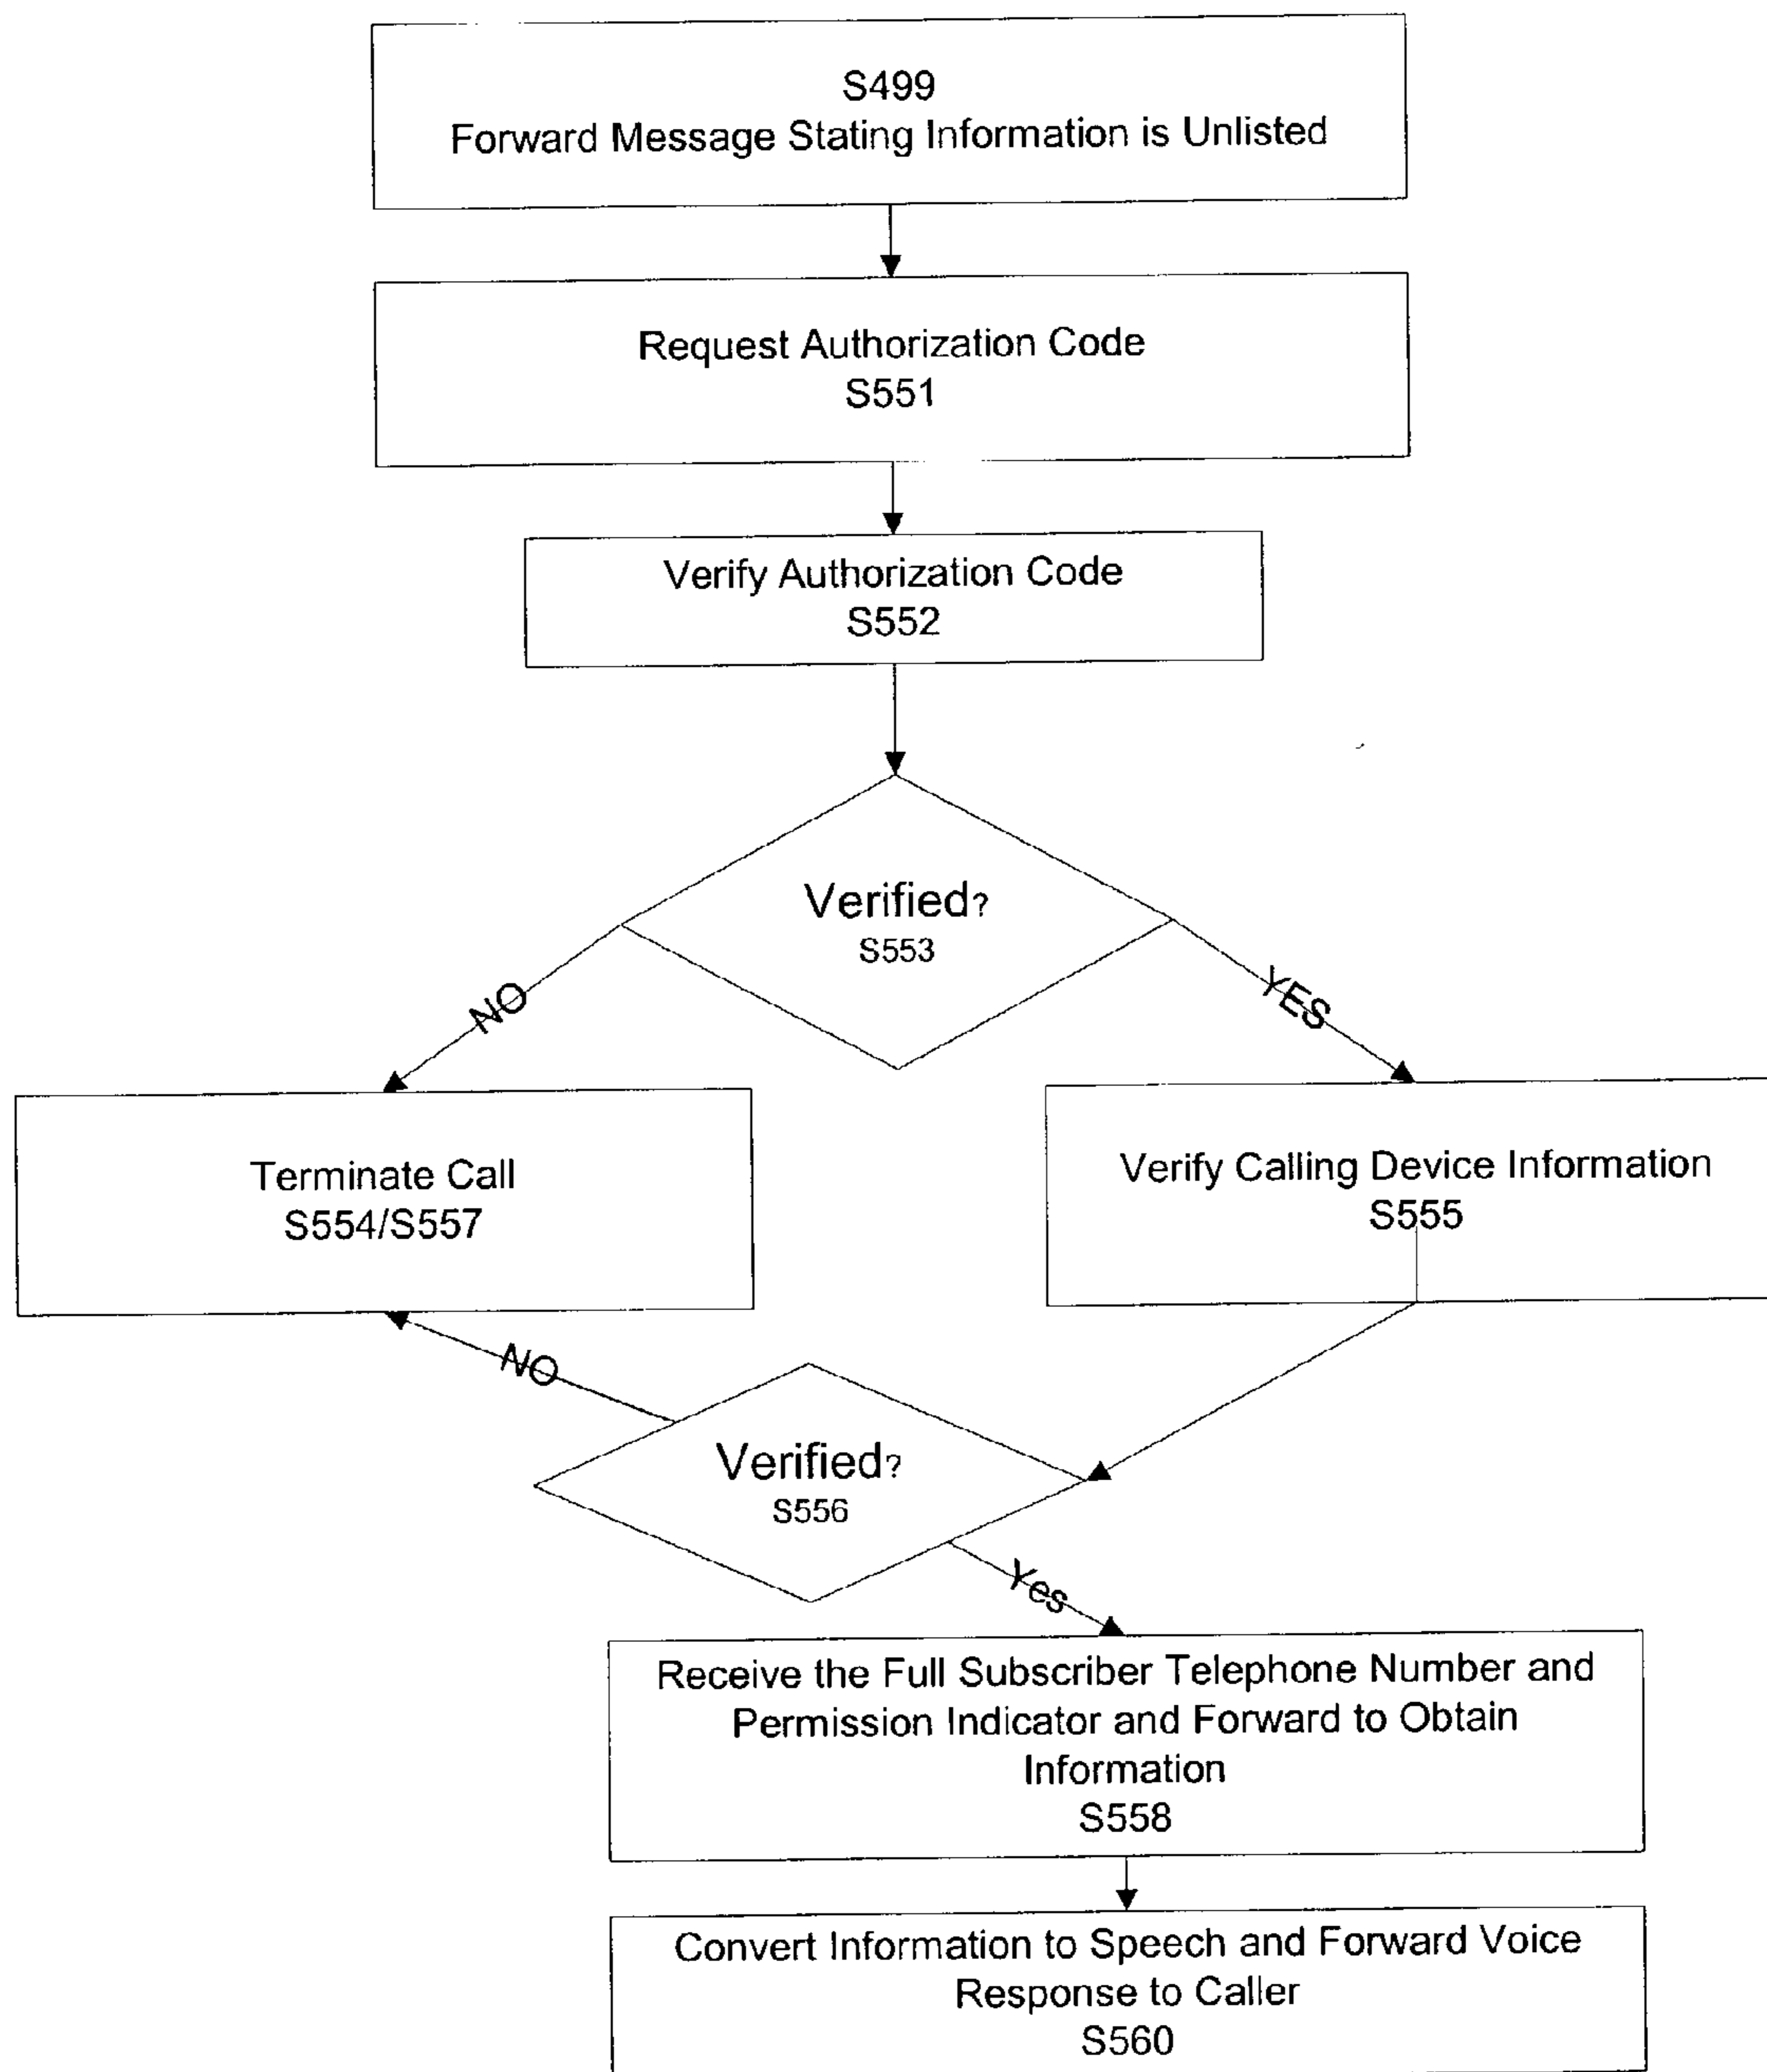 S499
Forward Message Stating Information is Unlisted
Request Authorization Code
S551
Verify Authorization Code
S552
Verified?
S553
NO
YES
Terminate Call
S554/S557
Verify Calling Device Information
S555
NO
Verified?
S556
Yes
Receive the Full Subscriber Telephone Number and
Permission Indicator and Forward to Obtain
Information
S558
Convert Information to Speech and Forward Voice
Response to Caller
S560